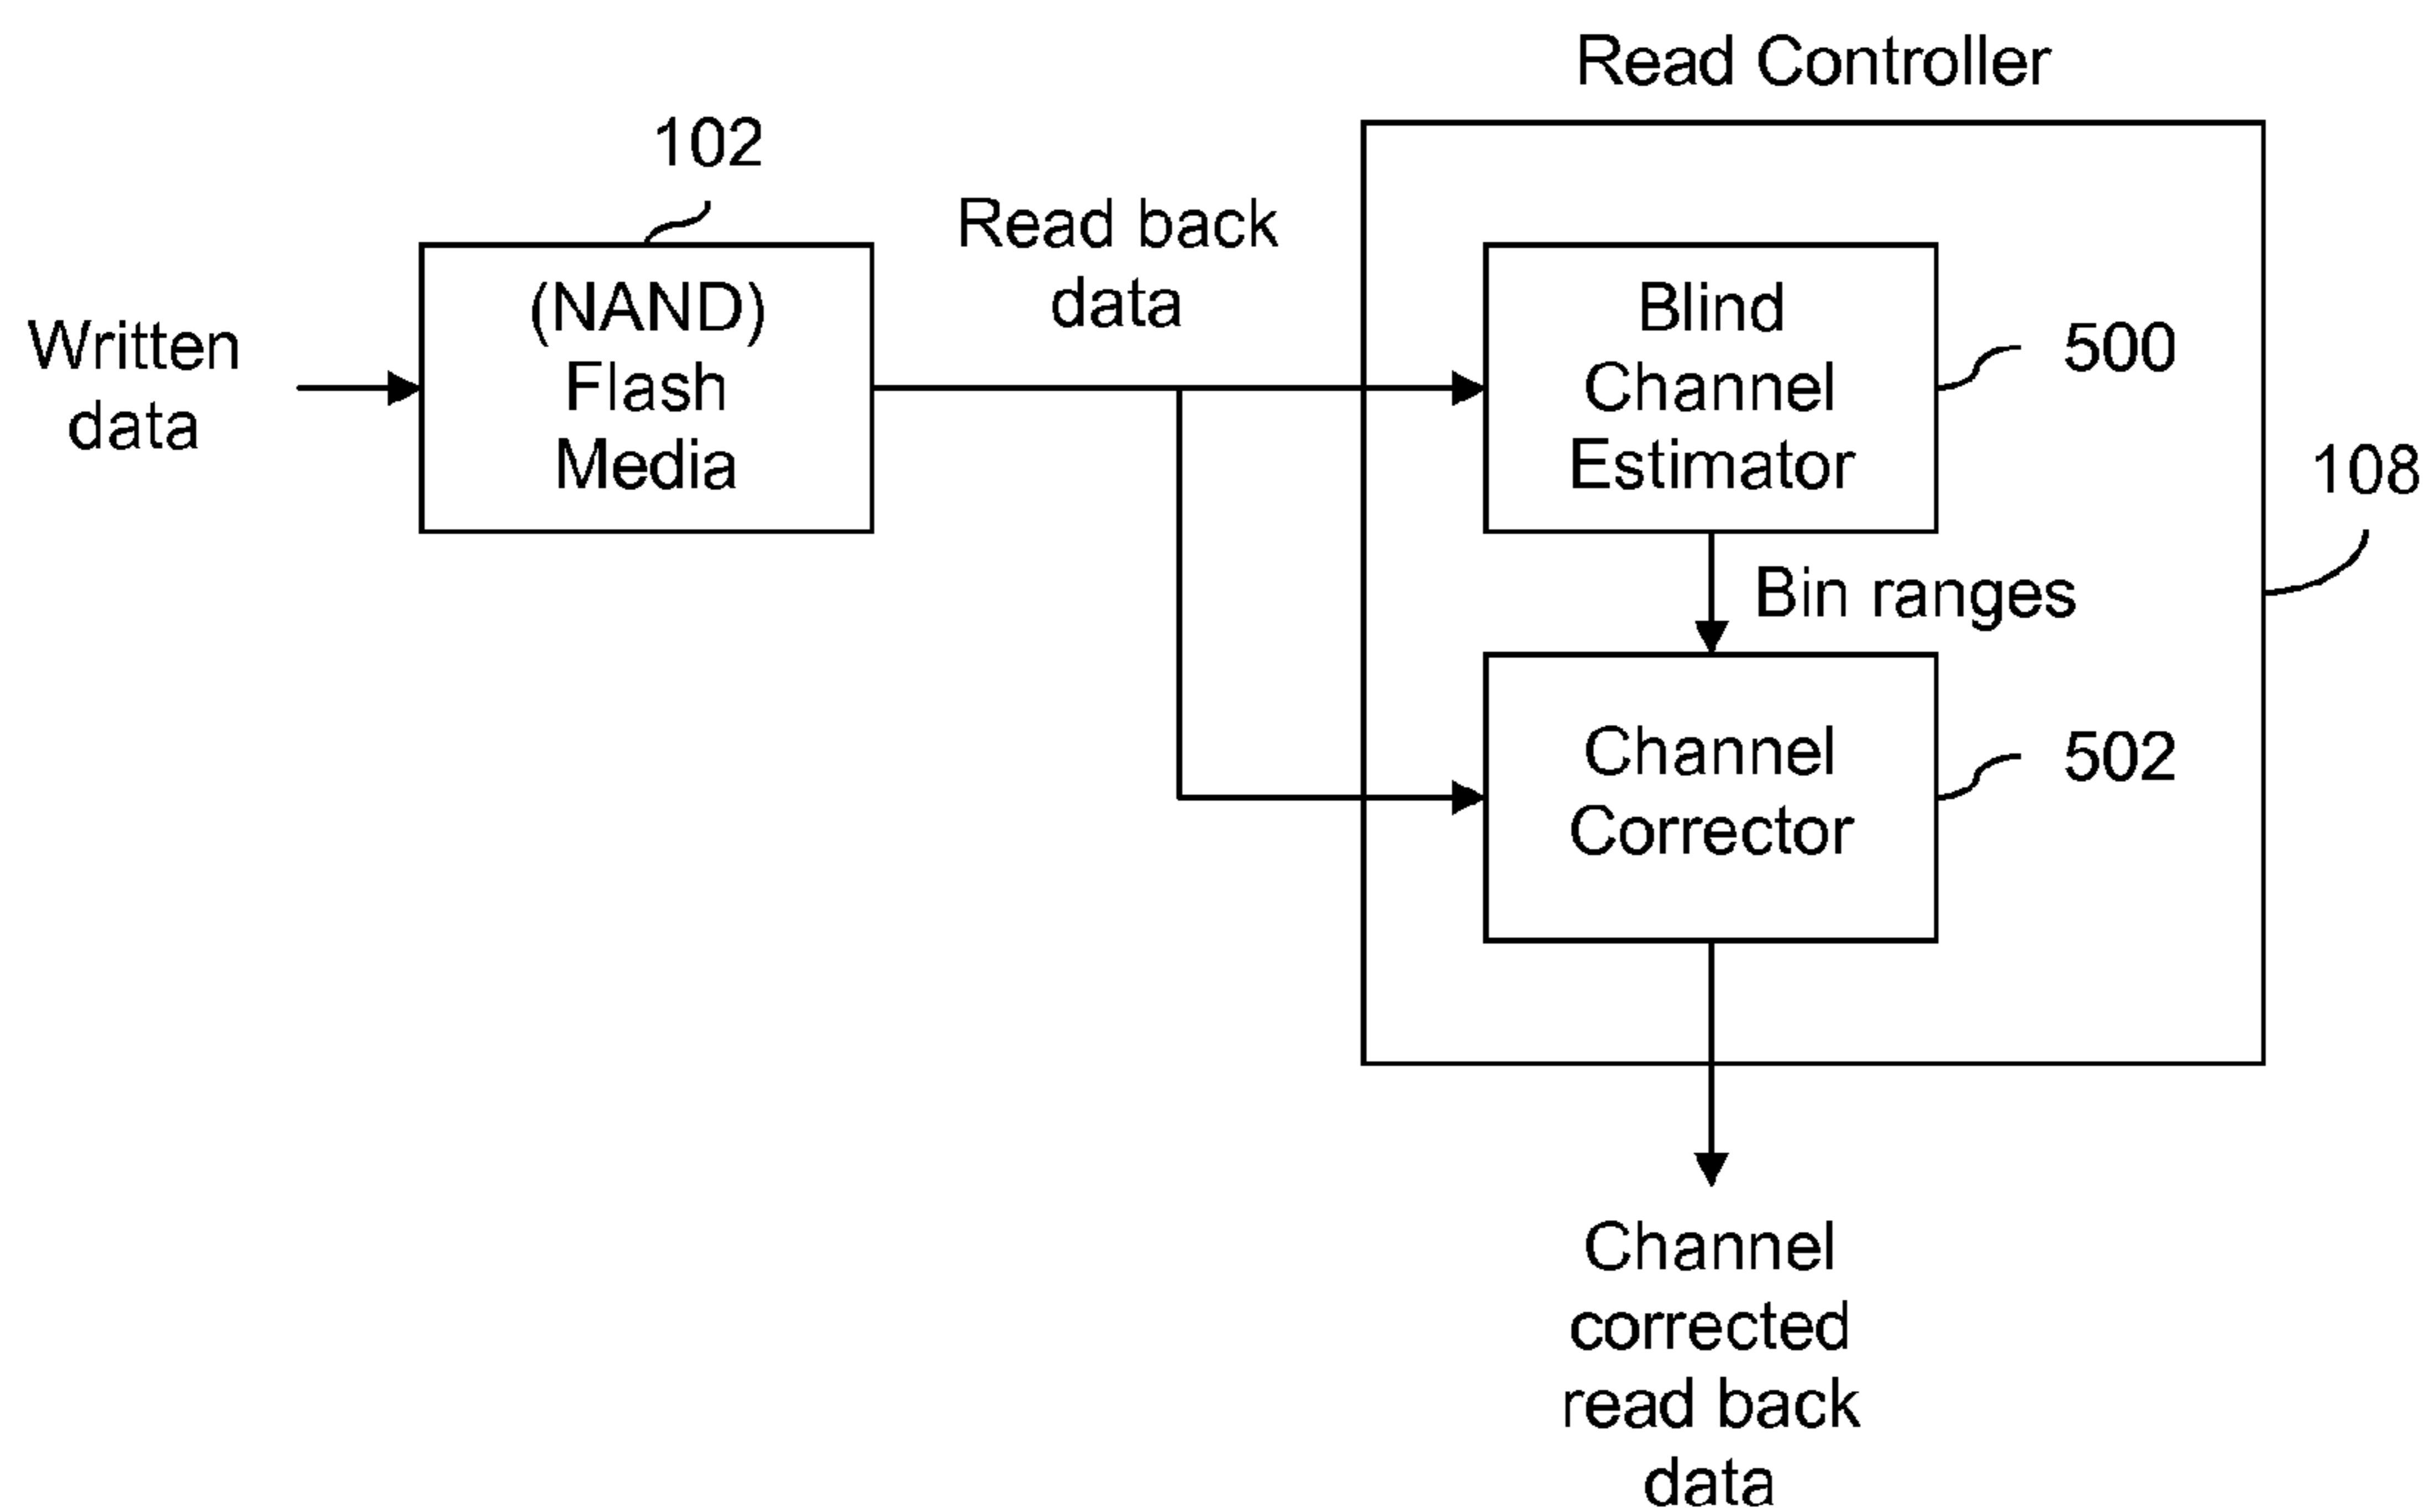 Read Controller
102
Read back
data
(NAND)
Flash
Media
Written
data
Blind
Channel
Estimator
500
108
Bin ranges
Channel
Corrector
502
Channel
corrected
read back
data